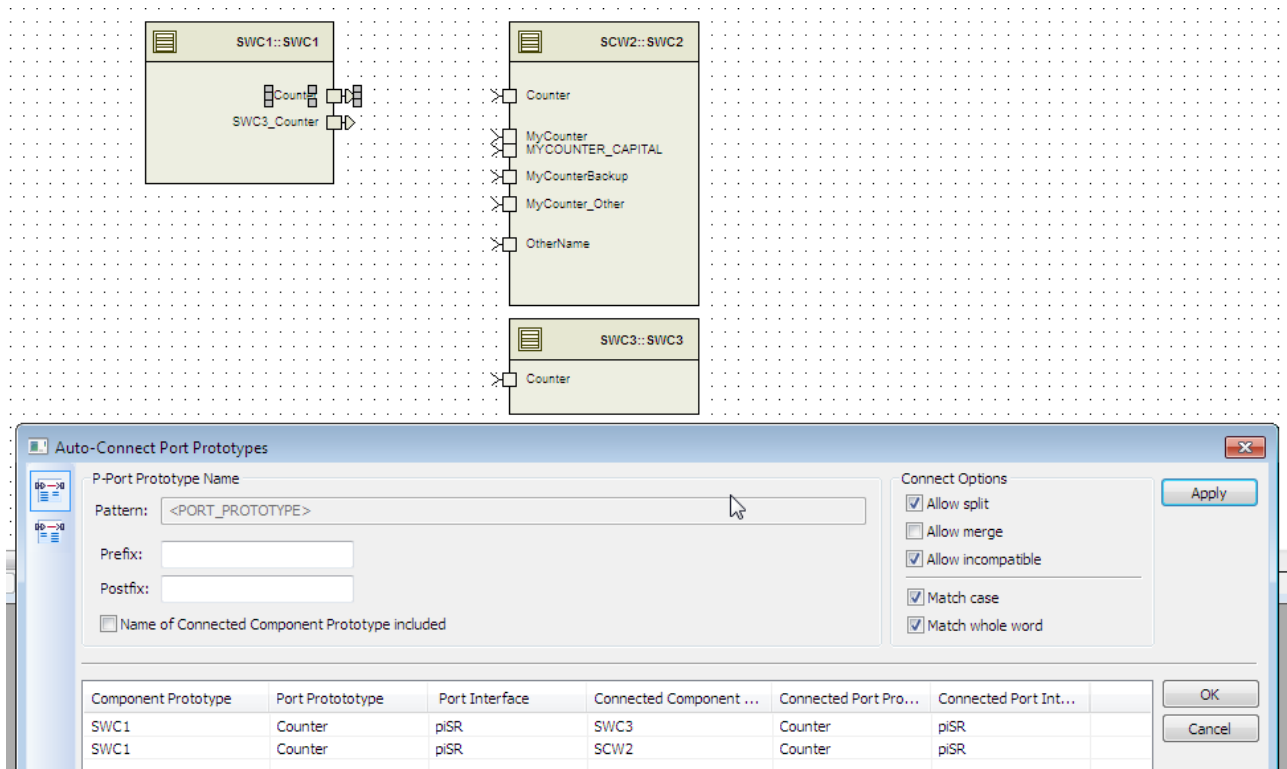 SWC1::SWC1
SCW2::SWC2
Counter
SWC3_Counter
Counter
MyCounter
MYCOUNTER_CAPITAL
MyCounterBackup
MyCounter_Other
OtherName
SWC3::SWC3
Counter
Auto-Connect Port Prototypes
P-Port Prototype Name
Pattern: <PORT_PROTOTYPE>
Prefix:
Postfix:
Name of Connected Component Prototype included
Connect Options
Allow split
Allow merge
Allow incompatible
Match case
Match whole word
Apply
OK
Cancel
Component Prototype Port Protototype Port Interface Connected Component ... Connected Port Pro... Connected Port Int...
SWC1 Counter piSR SWC3 Counter piSR
SWC1 Counter piSR SCW2 Counter piSR